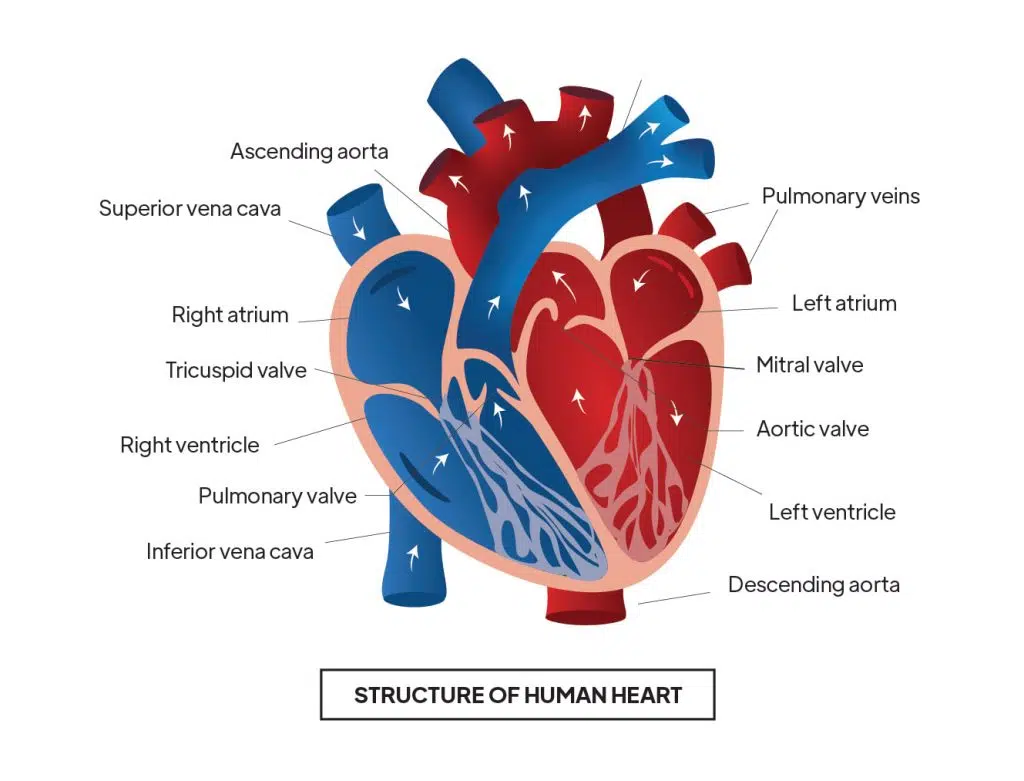 Ascending aorta
Superior vena cava
Right atrium
Tricuspid valve
Right ventricle
Pulmonary valve
Inferior vena cava
Pulmonary veins
Left atrium
Mitral valve
Aortic valve
Left ventricle
Descending aorta
STRUCTURE OF HUMAN HEART